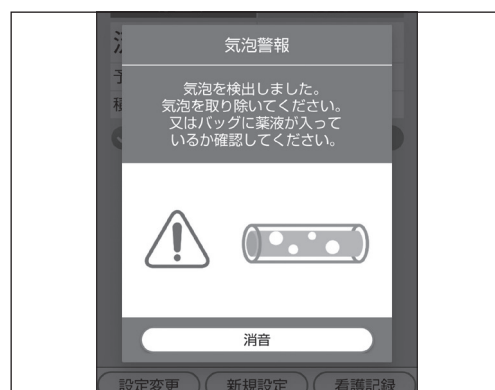 気泡警報
気泡を検出しました。
気泡を取り除いてください。
又はバッグに薬液が入って
いるか確認してください。
消音
設定変更 新規設定 看護記録